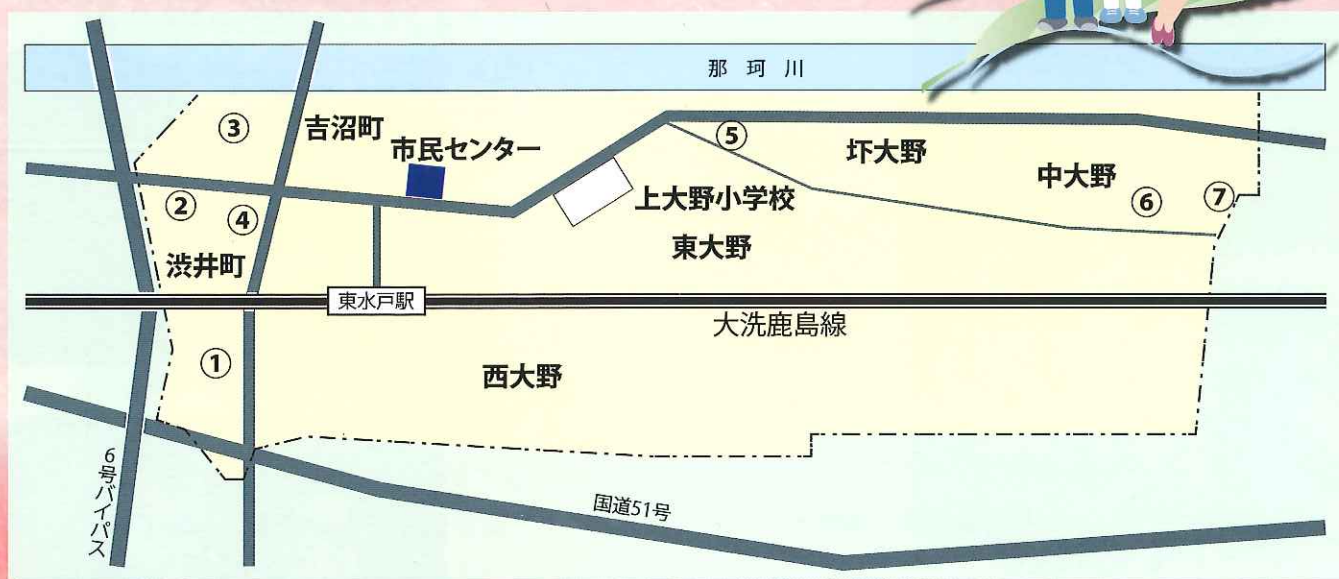 那珂川
③
吉沼町
市民センター
⑤
圷大野
中大野
②
④
上大野小学校
⑥
⑦
渋井町
東大野
東水戸駅
大洗鹿島線
①
西大野
6号バイパス
国道51号